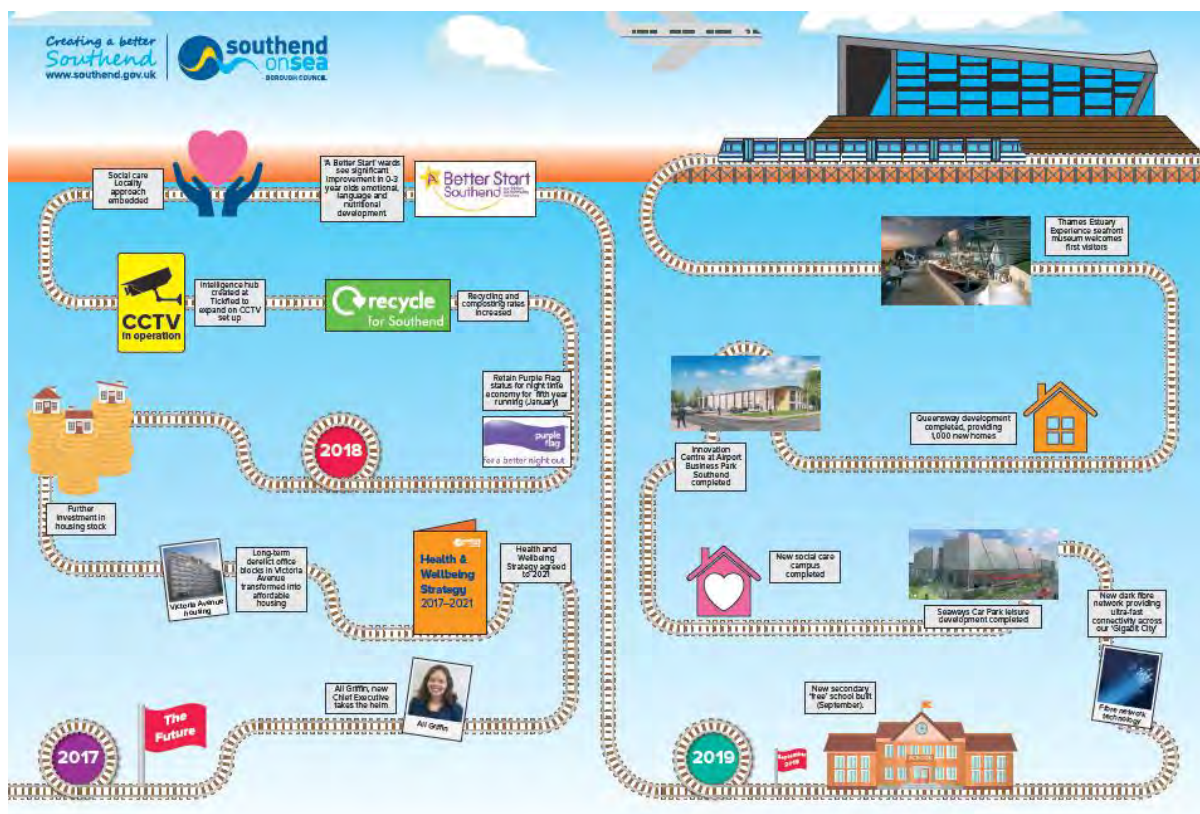 Creating a better
Southend
www.southend.gov.uk
southend
on sea
BOROUGH COUNCIL
Social care
Locality
approach
embedded
'A Better Start' wards
see significant
improvement in 0-3
year olds emotional,
language and
nutritional
development
A Better Start
Southend
Thames Estuary
Experience seafront
museum welcomes
first visitors
CCTV
in operation
Intelligence hub
created at
Tickfield to
expand on CCTV
set up
recycle
for Southend
Recycling and
composting rates
increased
Retain Purple Flag
status for night time
economy for fifth year
running (January)
purple
flag
for a better night out
2018
Queensway development
completed, providing
1,000 new homes
Innovation
Centre at Airport
Business Park
Southend
completed
Further
investment in
housing stock
Victoria Avenue
housing
Long-term
derelict office
blocks in Victoria
Avenue
transformed into
affordable
housing
Health &
Wellbeing
Strategy
2017–2021
Health and
Wellbeing
Strategy agreed
to 2021
New social care
campus
completed
Seaways Car Park leisure
development completed
New dark fibre
network providing
ultra-fast
connectivity across
our 'Gigabit City'
Fibre network
technology
Ali Griffin, new
Chief Executive
takes the helm
Ali Griffin
New secondary
'free' school built
(September).
2017
The
Future
2019
September
2019